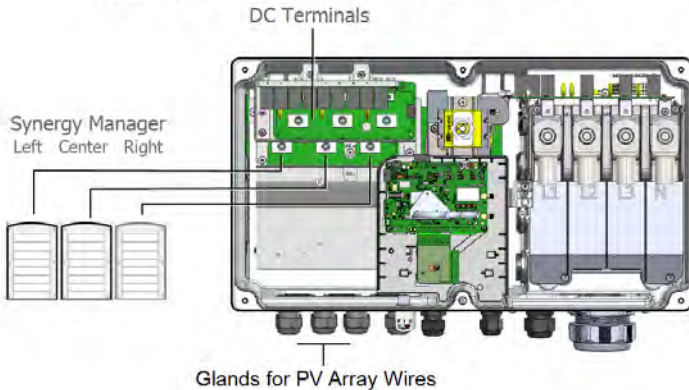 DC Terminals
Synergy Manager
Left Center Right
L1 L2 L3 N
Glands for PV Array Wires